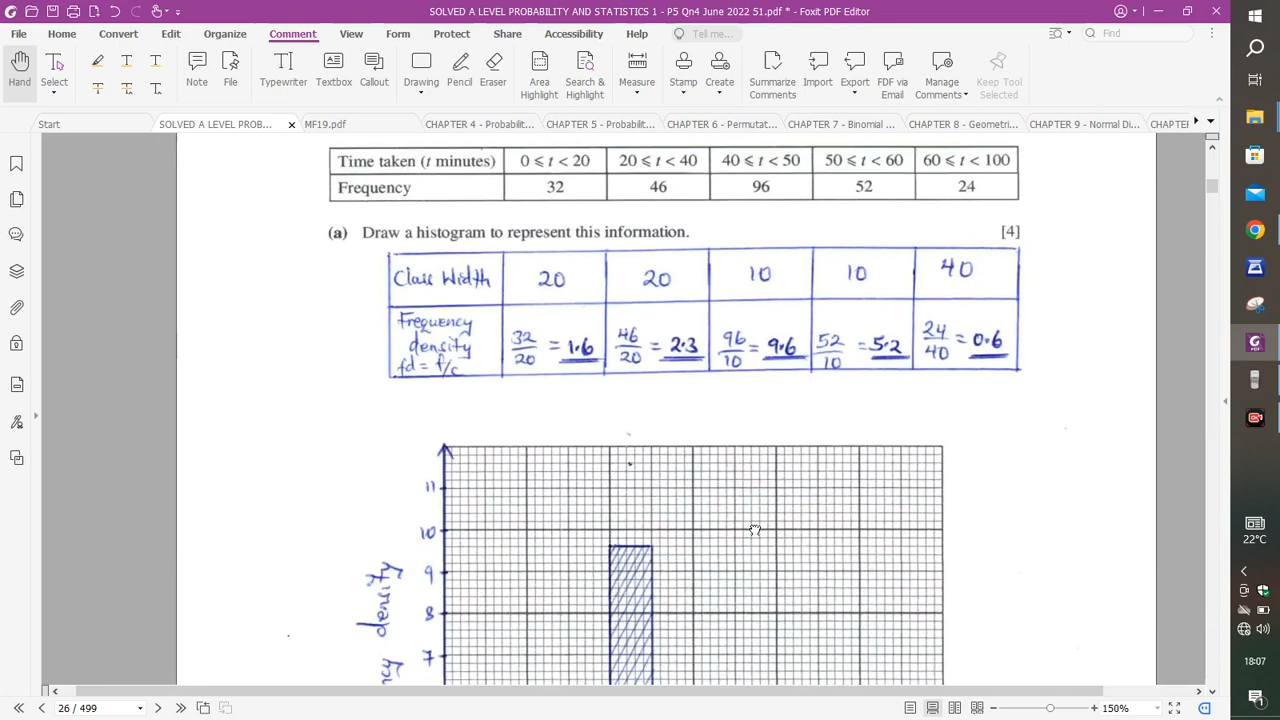 SOLVED A LEVEL PROBABILITY AND STATISTICS 1 - P5 Qn4 June 2022 51.pdf * - Foxit PDF Editor
File Home Convert Edit Organize Comment View Form Protect Share Accessibility Help Tell me... Find
Hand Select Note File Typewriter Textbox Callout Drawing Pencil Eraser Area Highlight Search & Highlight Measure Stamp Create Summarize Comments Import Export FDF via Email Manage Comments Keep Tool Selected
Start SOLVED A LEVEL PROB... MF19.pdf CHAPTER 4 - Probabilit... CHAPTER 5 - Probabilit... CHAPTER 6 - Permutat... CHAPTER 7 - Binomial ... CHAPTER 8 - Geometri... CHAPTER 9 - Normal Di... CHAPTE
Time taken (t minutes) 0 ⩽ t < 20 20 ⩽ t < 40 40 ⩽ t < 50 50 ⩽ t < 60 60 ⩽ t < 100
Frequency 32 46 96 52 24
(a) Draw a histogram to represent this information. [4]
Class Width 20 20 10 10 40
Frequency density fd = f/c 32/20 = 1.6 46/20 = 2.3 96/10 = 9.6 52/10 = 5.2 24/40 = 0.6
11
10
9
8
7
density
26 / 499
150%
22°C
18:07
1